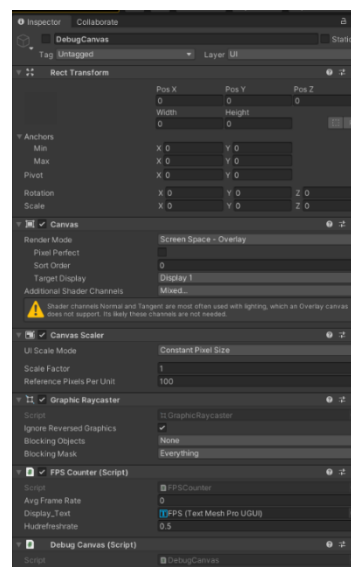 Inspector Collaborate
DebugCanvas Static
Tag Untagged Layer UI
Rect Transform
Pos X Pos Y Pos Z
0 0 0
Width Height
0 0
Anchors
Min X 0 Y 0
Max X 0 Y 0
Pivot X 0 Y 0
Rotation X 0 Y 0 Z 0
Scale X 0 Y 0 Z 0
Canvas
Render Mode Screen Space - Overlay
Pixel Perfect
Sort Order 0
Target Display Display 1
Additional Shader Channels Mixed...
Shader channels Normal and Tangent are most often used with lighting, which an Overlay canvas
does not support. Its likely these channels are not needed.
Canvas Scaler
UI Scale Mode Constant Pixel Size
Scale Factor 1
Reference Pixels Per Unit 100
Graphic Raycaster
Script GraphicRaycaster
Ignore Reversed Graphics
Blocking Objects None
Blocking Mask Everything
FPS Counter (Script)
Script FPSCounter
Avg Frame Rate 0
Display_Text FPS (Text Mesh Pro UGUI)
Hudrefreshrate 0.5
Debug Canvas (Script)
Script DebugCanvas